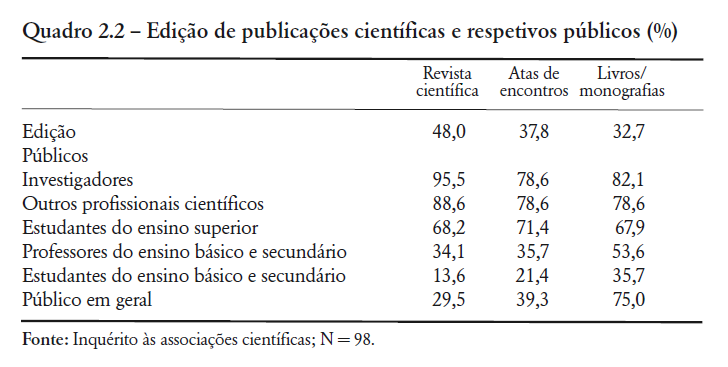 Quadro 2.2 – Edição de publicações científicas e respetivos públicos (%)
Revista científica Atas de encontros Livros/ monografias
Edição 48,0 37,8 32,7
Públicos
Investigadores 95,5 78,6 82,1
Outros profissionais científicos 88,6 78,6 78,6
Estudantes do ensino superior 68,2 71,4 67,9
Professores do ensino básico e secundário 34,1 35,7 53,6
Estudantes do ensino básico e secundário 13,6 21,4 35,7
Público em geral 29,5 39,3 75,0
Fonte: Inquérito às associações científicas; N = 98.